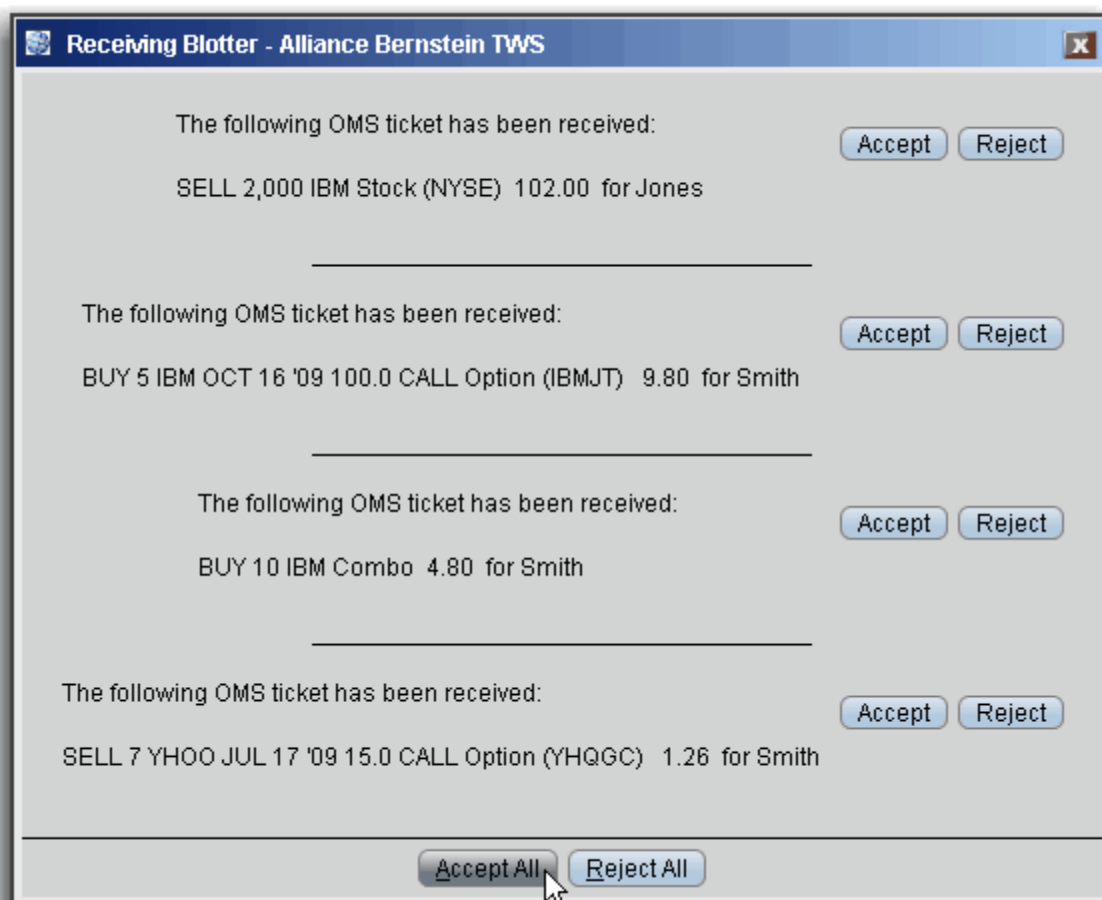 Receiving Blotter - Alliance Bernstein TWS
The following OMS ticket has been received:
Accept Reject
SELL 2,000 IBM Stock (NYSE) 102.00 for Jones
The following OMS ticket has been received:
Accept Reject
BUY 5 IBM OCT 16 '09 100.0 CALL Option (IBMJT) 9.80 for Smith
The following OMS ticket has been received:
Accept Reject
BUY 10 IBM Combo 4.80 for Smith
The following OMS ticket has been received:
Accept Reject
SELL 7 YHOO JUL 17 '09 15.0 CALL Option (YHQGC) 1.26 for Smith
Accept All Reject All